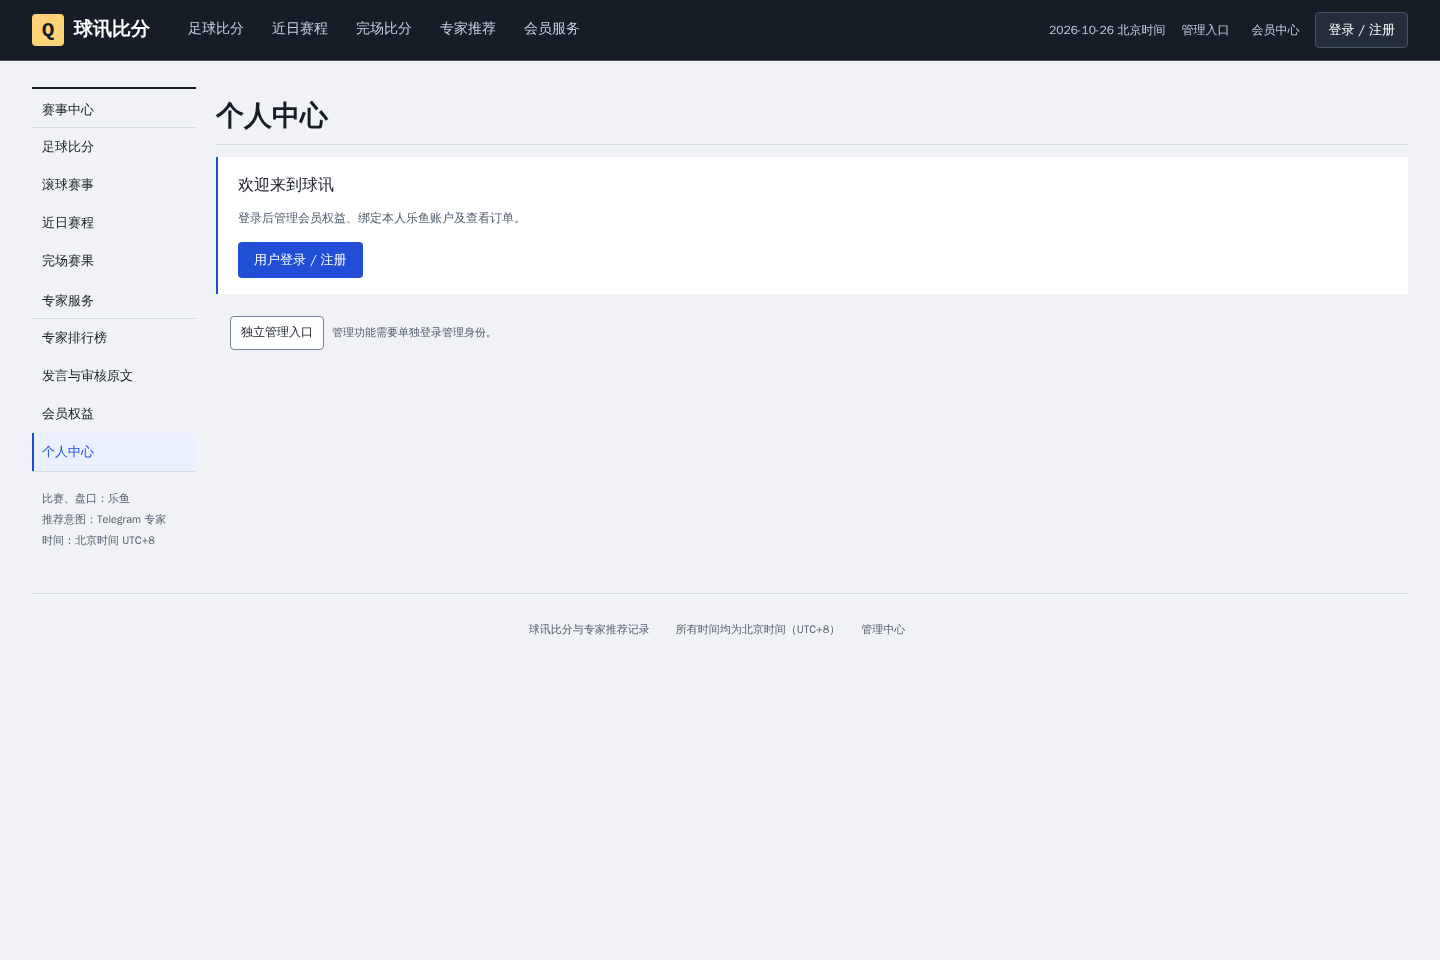 Q 球讯比分 足球比分 近日赛程 完场比分 专家推荐 会员服务 2026-10-26 北京时间 管理入口 会员中心 登录 / 注册
赛事中心
足球比分
滚球赛事
近日赛程
完场赛果
专家服务
专家排行榜
发言与审核原文
会员权益
个人中心
比赛、盘口：乐鱼
推荐意图：Telegram 专家
时间：北京时间 UTC+8
个人中心
欢迎来到球讯
登录后管理会员权益、绑定本人乐鱼账户及查看订单。
用户登录 / 注册
独立管理入口 管理功能需要单独登录管理身份。
球讯比分与专家推荐记录 所有时间均为北京时间（UTC+8） 管理中心